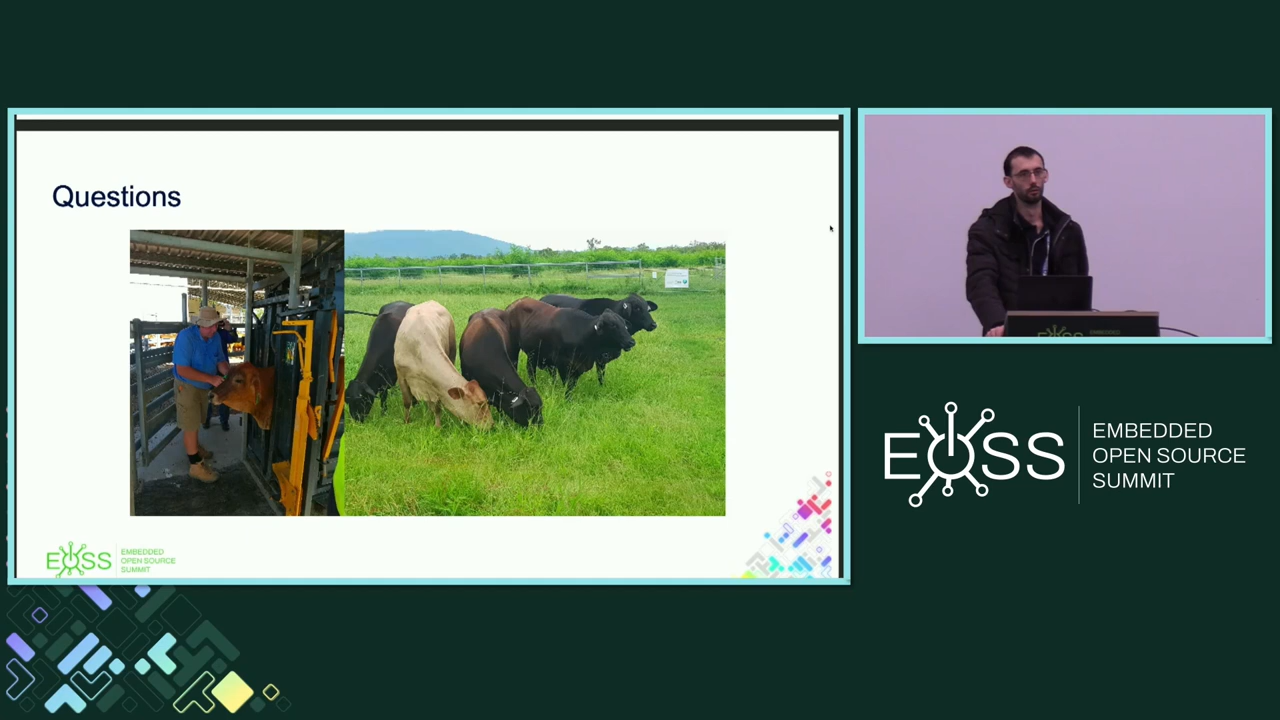 Questions
EOSS
EMBEDDED
OPEN SOURCE
SUMMIT
EOSS
EMBEDDED
OPEN SOURCE
SUMMIT